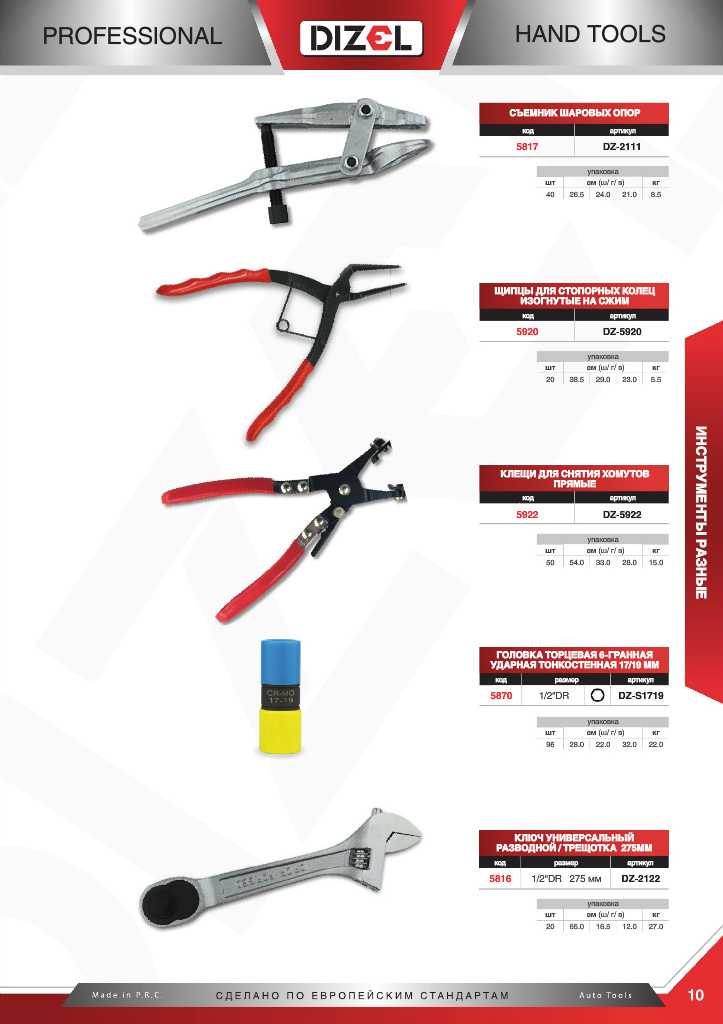 PROFESSIONAL
DIZEL
HAND TOOLS
СЪЕМНИК ШАРОВЫХ ОПОР
код артикул
5817 DZ-2111
упаковка
шт см (ш/ г/ в) кг
40 26.5 24.0 21.0 8.5
ЩИПЦЫ ДЛЯ СТОПОРНЫХ КОЛЕЦ
ИЗОГНУТЫЕ НА СЖИМ
код артикул
5920 DZ-5920
упаковка
шт см (ш/ г/ в) кг
20 38.5 29.0 23.0 5.5
КЛЕЩИ ДЛЯ СНЯТИЯ ХОМУТОВ
ПРЯМЫЕ
код артикул
5922 DZ-5922
упаковка
шт см (ш/ г/ в) кг
50 54.0 33.0 28.0 15.0
ИНСТРУМЕНТЫ РАЗНЫЕ
CR-MO
17-19
ГОЛОВКА ТОРЦЕВАЯ 6-ГРАННАЯ
УДАРНАЯ ТОНКОСТЕННАЯ 17/19 ММ
код размер артикул
5870 1/2"DR DZ-S1719
упаковка
шт см (ш/ г/ в) кг
96 28.0 22.0 32.0 22.0
КЛЮЧ УНИВЕРСАЛЬНЫЙ
РАЗВОДНОЙ / ТРЕЩОТКА 275ММ
код размер артикул
5816 1/2"DR 275 мм DZ-2122
упаковка
шт см (ш/ г/ в) кг
20 65.0 16.5 12.0 27.0
Made in P.R.C.
СДЕЛАНО ПО ЕВРОПЕЙСКИМ СТАНДАРТАМ
Auto Tools
10